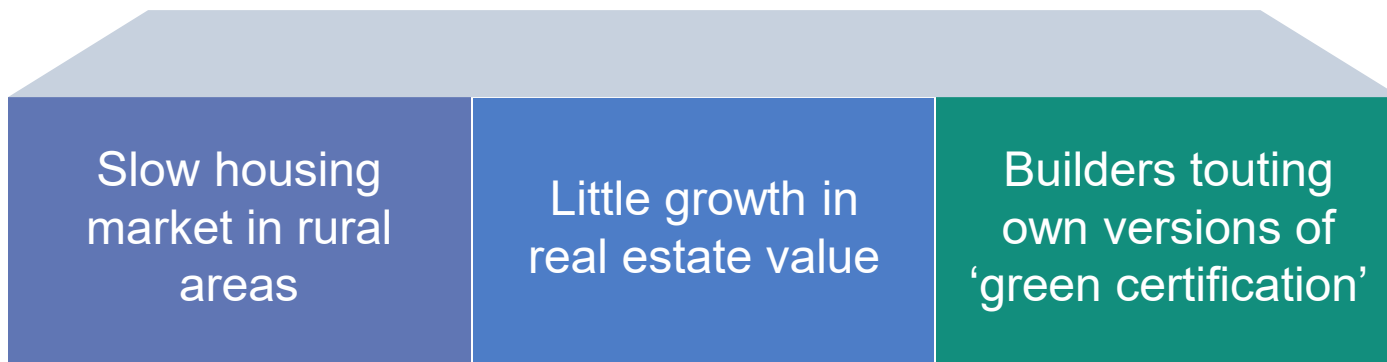 Slow housing
market in rural
areas
Little growth in
real estate value
Builders touting
own versions of
‘green certification’